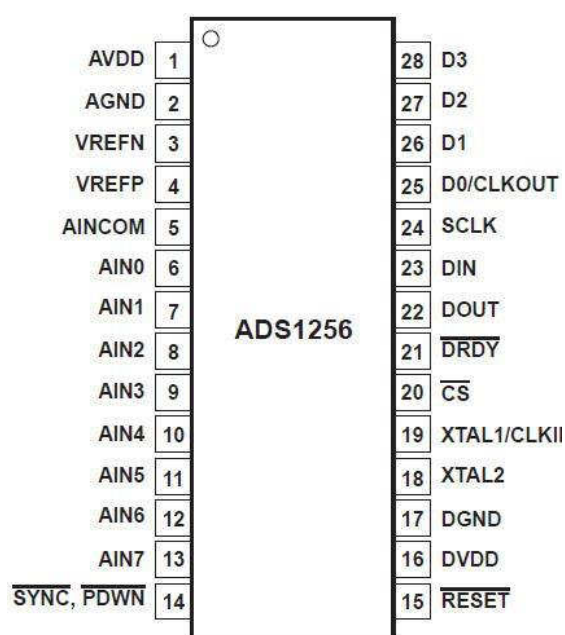 AVDD 1
AGND 2
VREFN 3
VREFP 4
AINCOM 5
AIN0 6
AIN1 7
AIN2 8
AIN3 9
AIN4 10
AIN5 11
AIN6 12
AIN7 13
SYNC, PDWN 14
ADS1256
28 D3
27 D2
26 D1
25 D0/CLKOUT
24 SCLK
23 DIN
22 DOUT
21 DRDY
20 CS
19 XTAL1/CLKI
18 XTAL2
17 DGND
16 DVDD
15 RESET